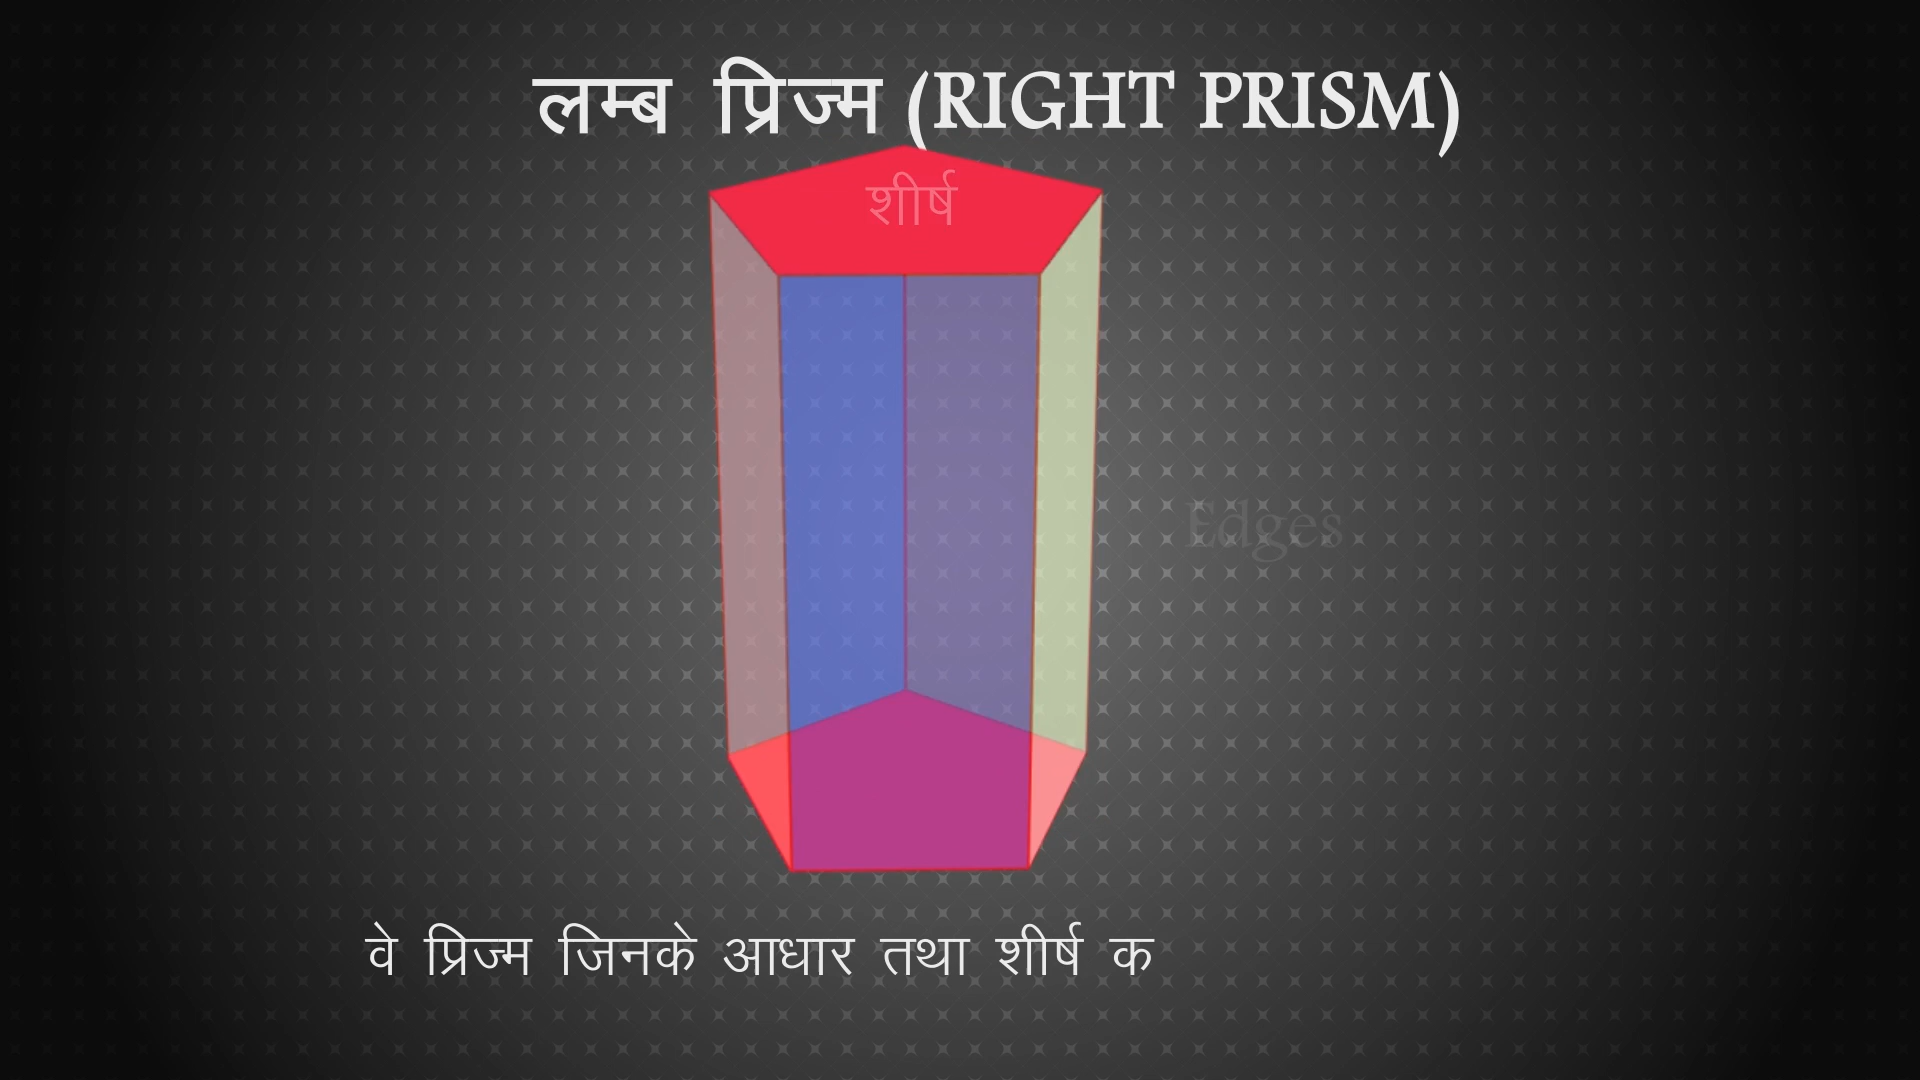 लम्ब प्रिज्म (RIGHT PRISM)
शीर्ष
Edges
वे प्रिज्म जिनके आधार तथा शीर्ष क